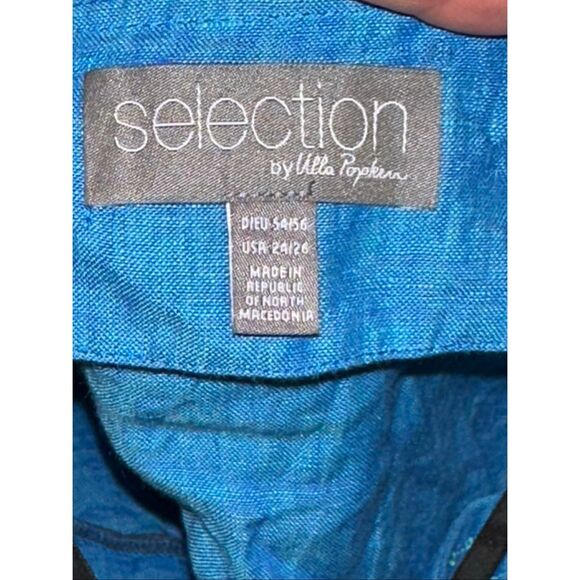 selection
by Ulla Popken
D/EU 54/56
USA 24/26
MADE IN
REPUBLIC
OF NORTH
MACEDONIA